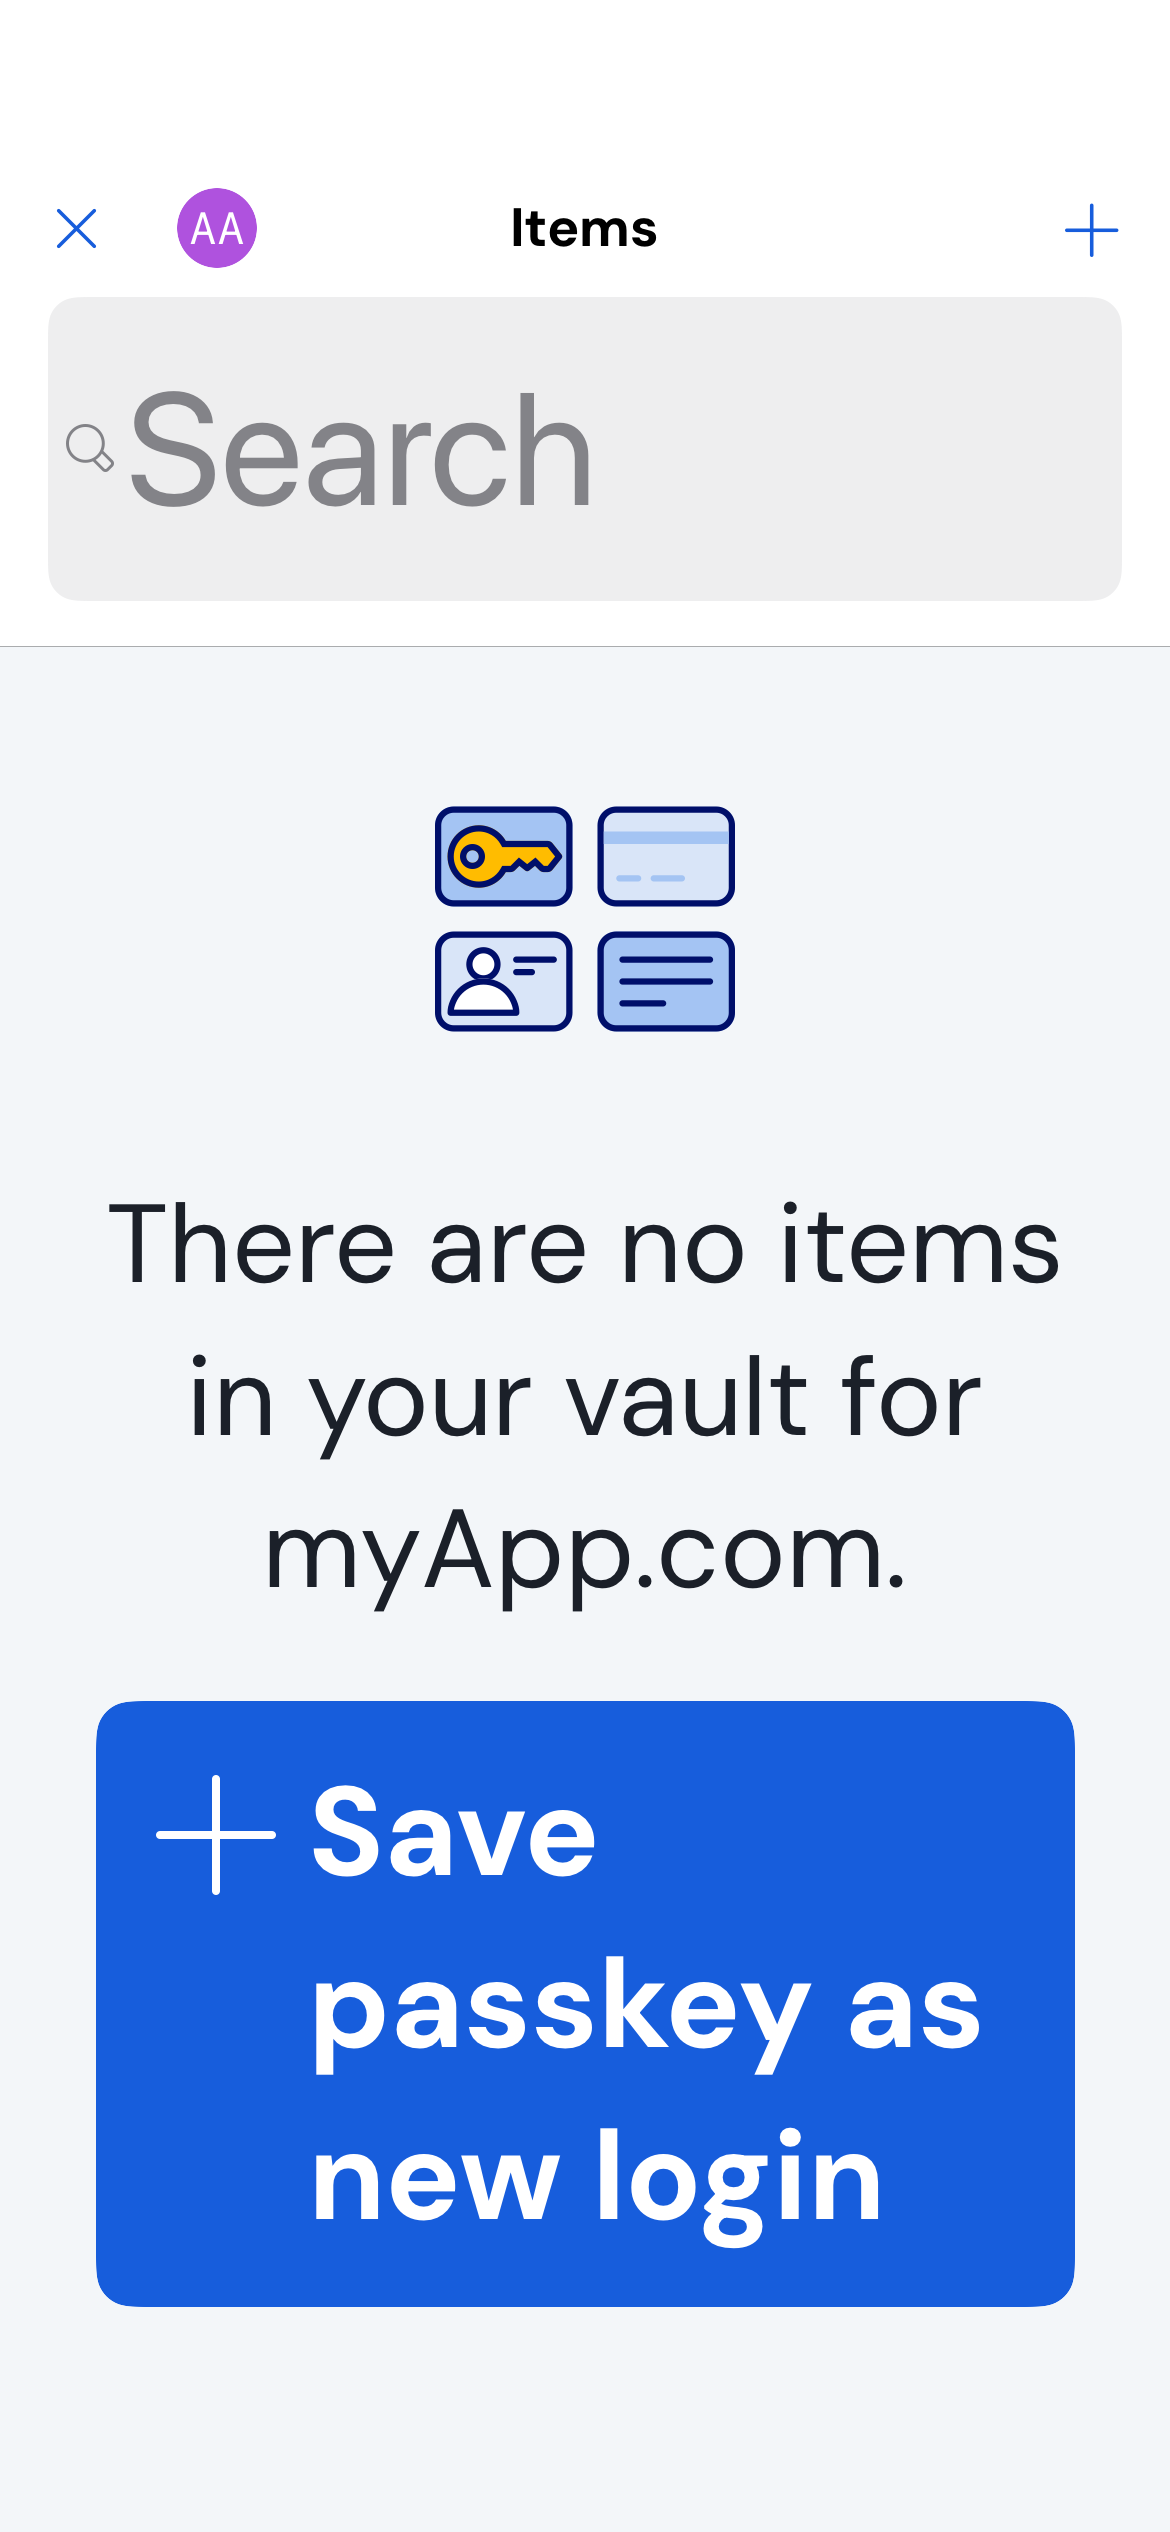 AA Items
Search
There are no items
in your vault for
myApp.com.
Save
passkey as
new login